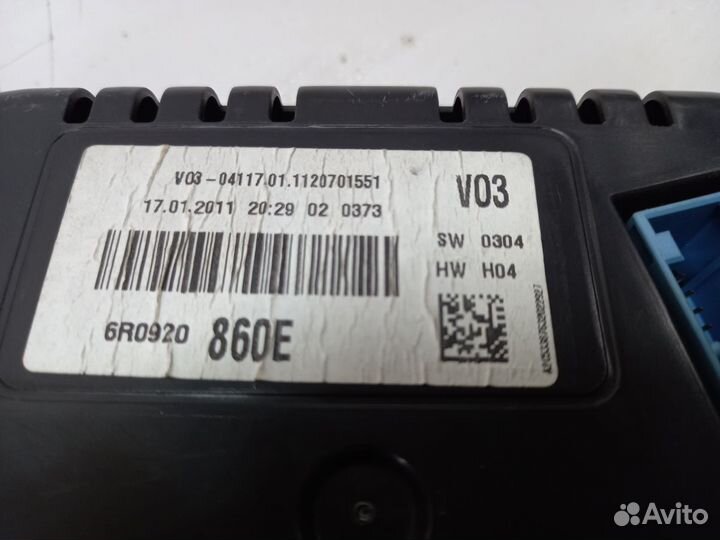 V03-04117.01.1120701551
17.01.2011 20:29 02 0373
6R0920 860E
V03
SW 0304
HW H04
Avito